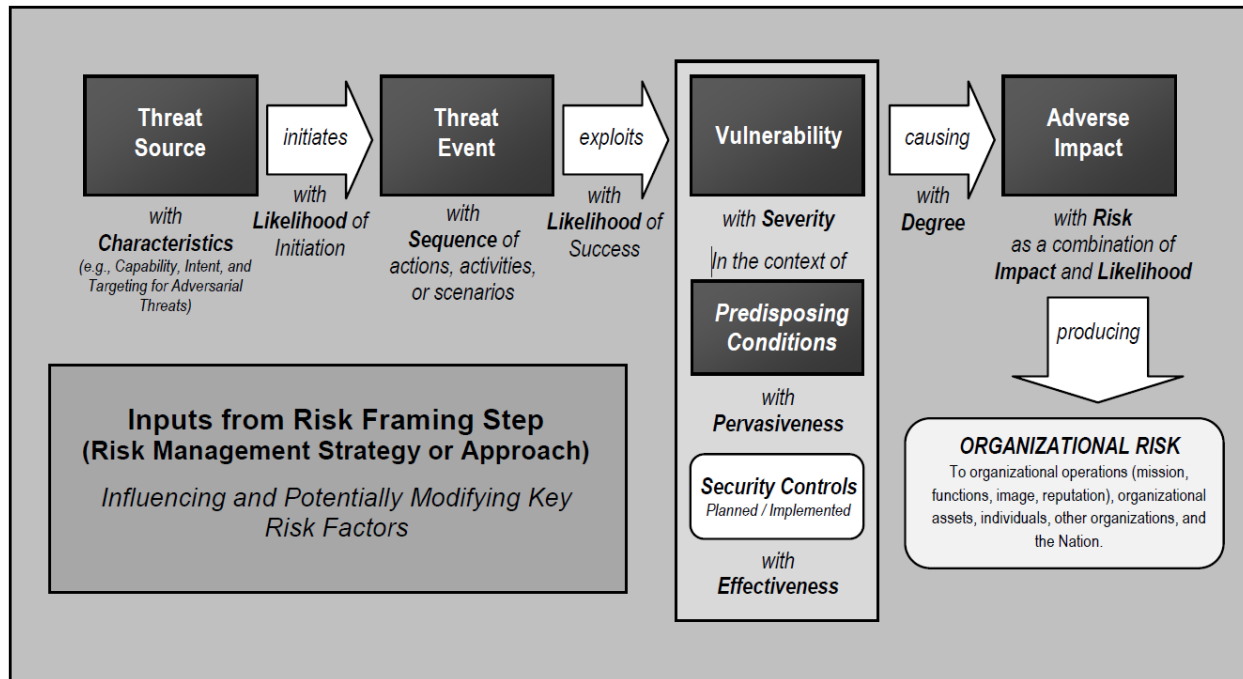 Threat
Source
initiates
Threat
Event
exploits
Vulnerability
causing
Adverse
Impact
with
Characteristics
(e.g., Capability, Intent, and
Targeting for Adversarial
Threats)
with
Likelihood of
Initiation
with
Sequence of
actions, activities,
or scenarios
with
Likelihood of
Success
with Severity
In the context of
Predisposing
Conditions
with
Pervasiveness
Security Controls
Planned / Implemented
with
Effectiveness
with
Degree
with Risk
as a combination of
Impact and Likelihood
producing
ORGANIZATIONAL RISK
To organizational operations (mission,
functions, image, reputation), organizational
assets, individuals, other organizations, and
the Nation.
Inputs from Risk Framing Step
(Risk Management Strategy or Approach)
Influencing and Potentially Modifying Key
Risk Factors